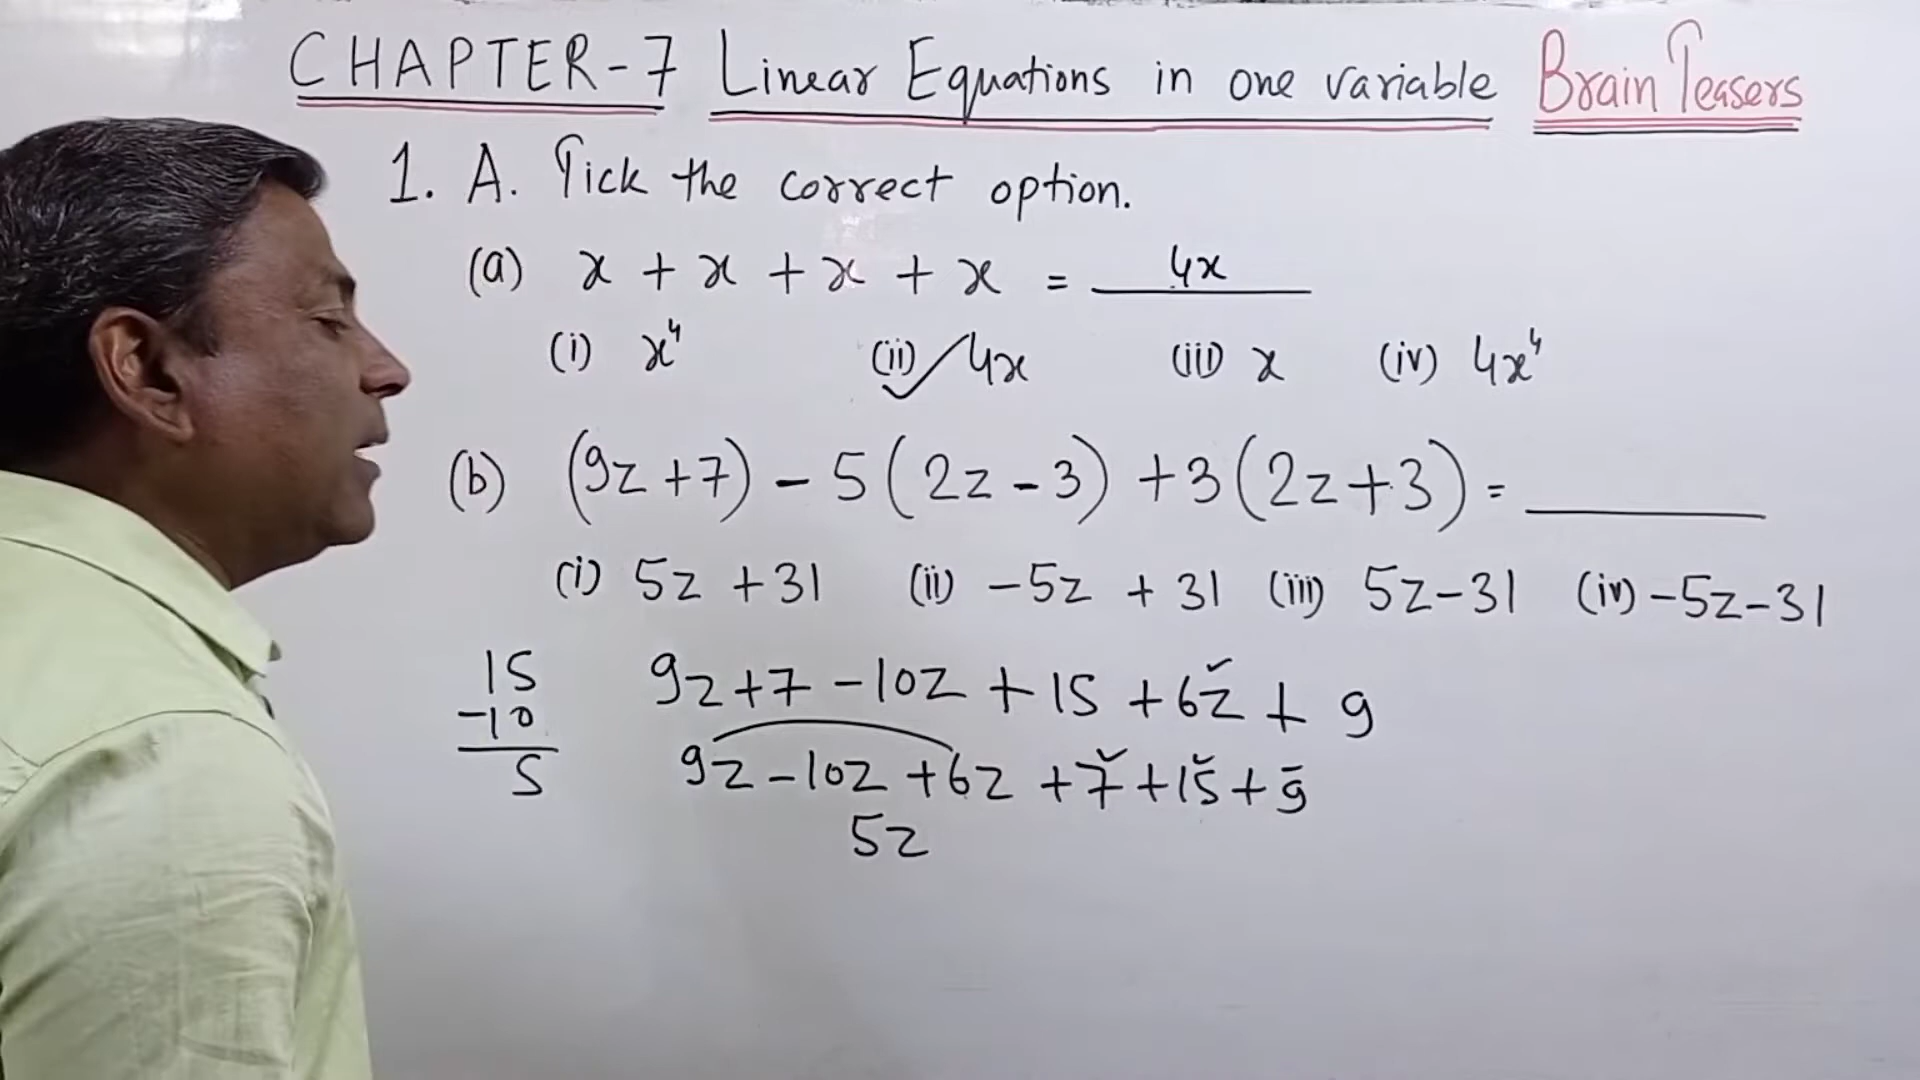 CHAPTER-7 Linear Equations in one variable Brain Teasers
1. A. Tick the correct option.
(a) x + x + x + x = 4x
(i) x⁴ (ii) ✓ 4x (iii) x (iv) 4x⁴
(b) (9z+7) - 5(2z-3) +3(2z+3) = ________
(i) 5z +31 (ii) -5z + 31 (iii) 5z-31 (iv) -5z-31
15
-10
5
9z+7 -10z + 15 +6z + 9
9z-10z +6z +7+15+9
5z